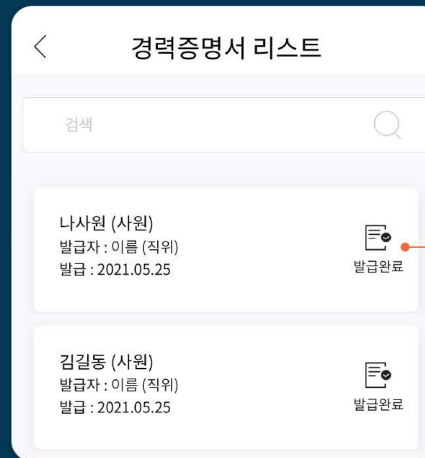 경력증명서 리스트
검색
나사원 (사원)
발급자 : 이름 (직위)
발급 : 2021.05.25
발급완료
김길동 (사원)
발급자 : 이름 (직위)
발급 : 2021.05.25
발급완료